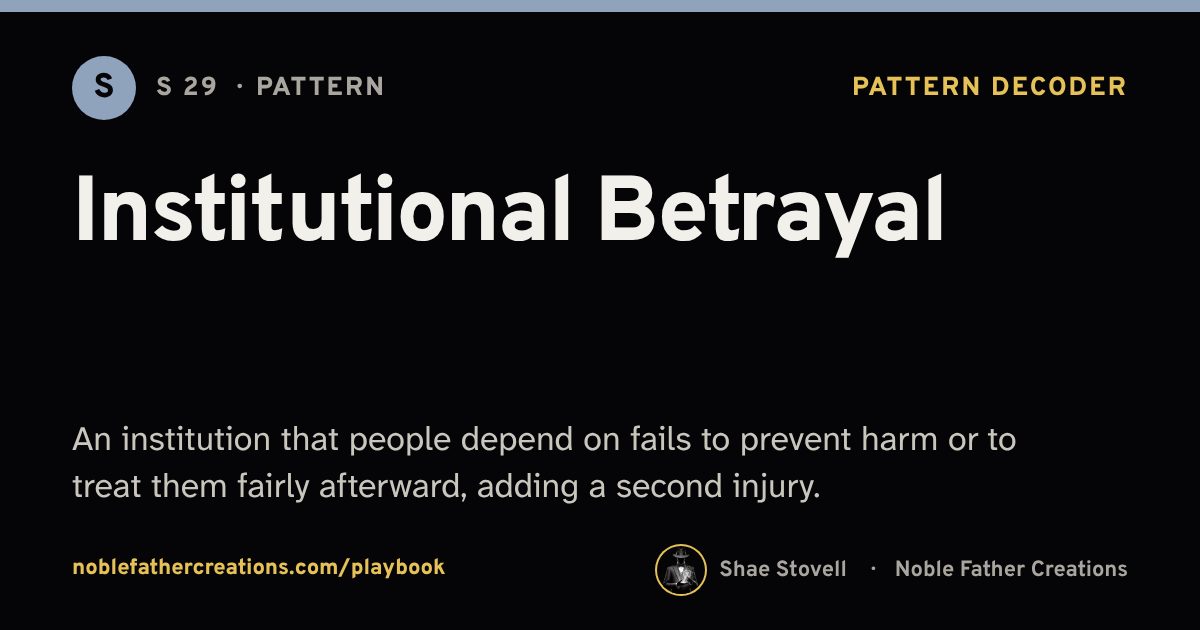 S
S 29 · PATTERN
PATTERN DECODER
Institutional Betrayal
An institution that people depend on fails to prevent harm or to
treat them fairly afterward, adding a second injury.
noblefathercreations.com/playbook
Shae Stovell · Noble Father Creations